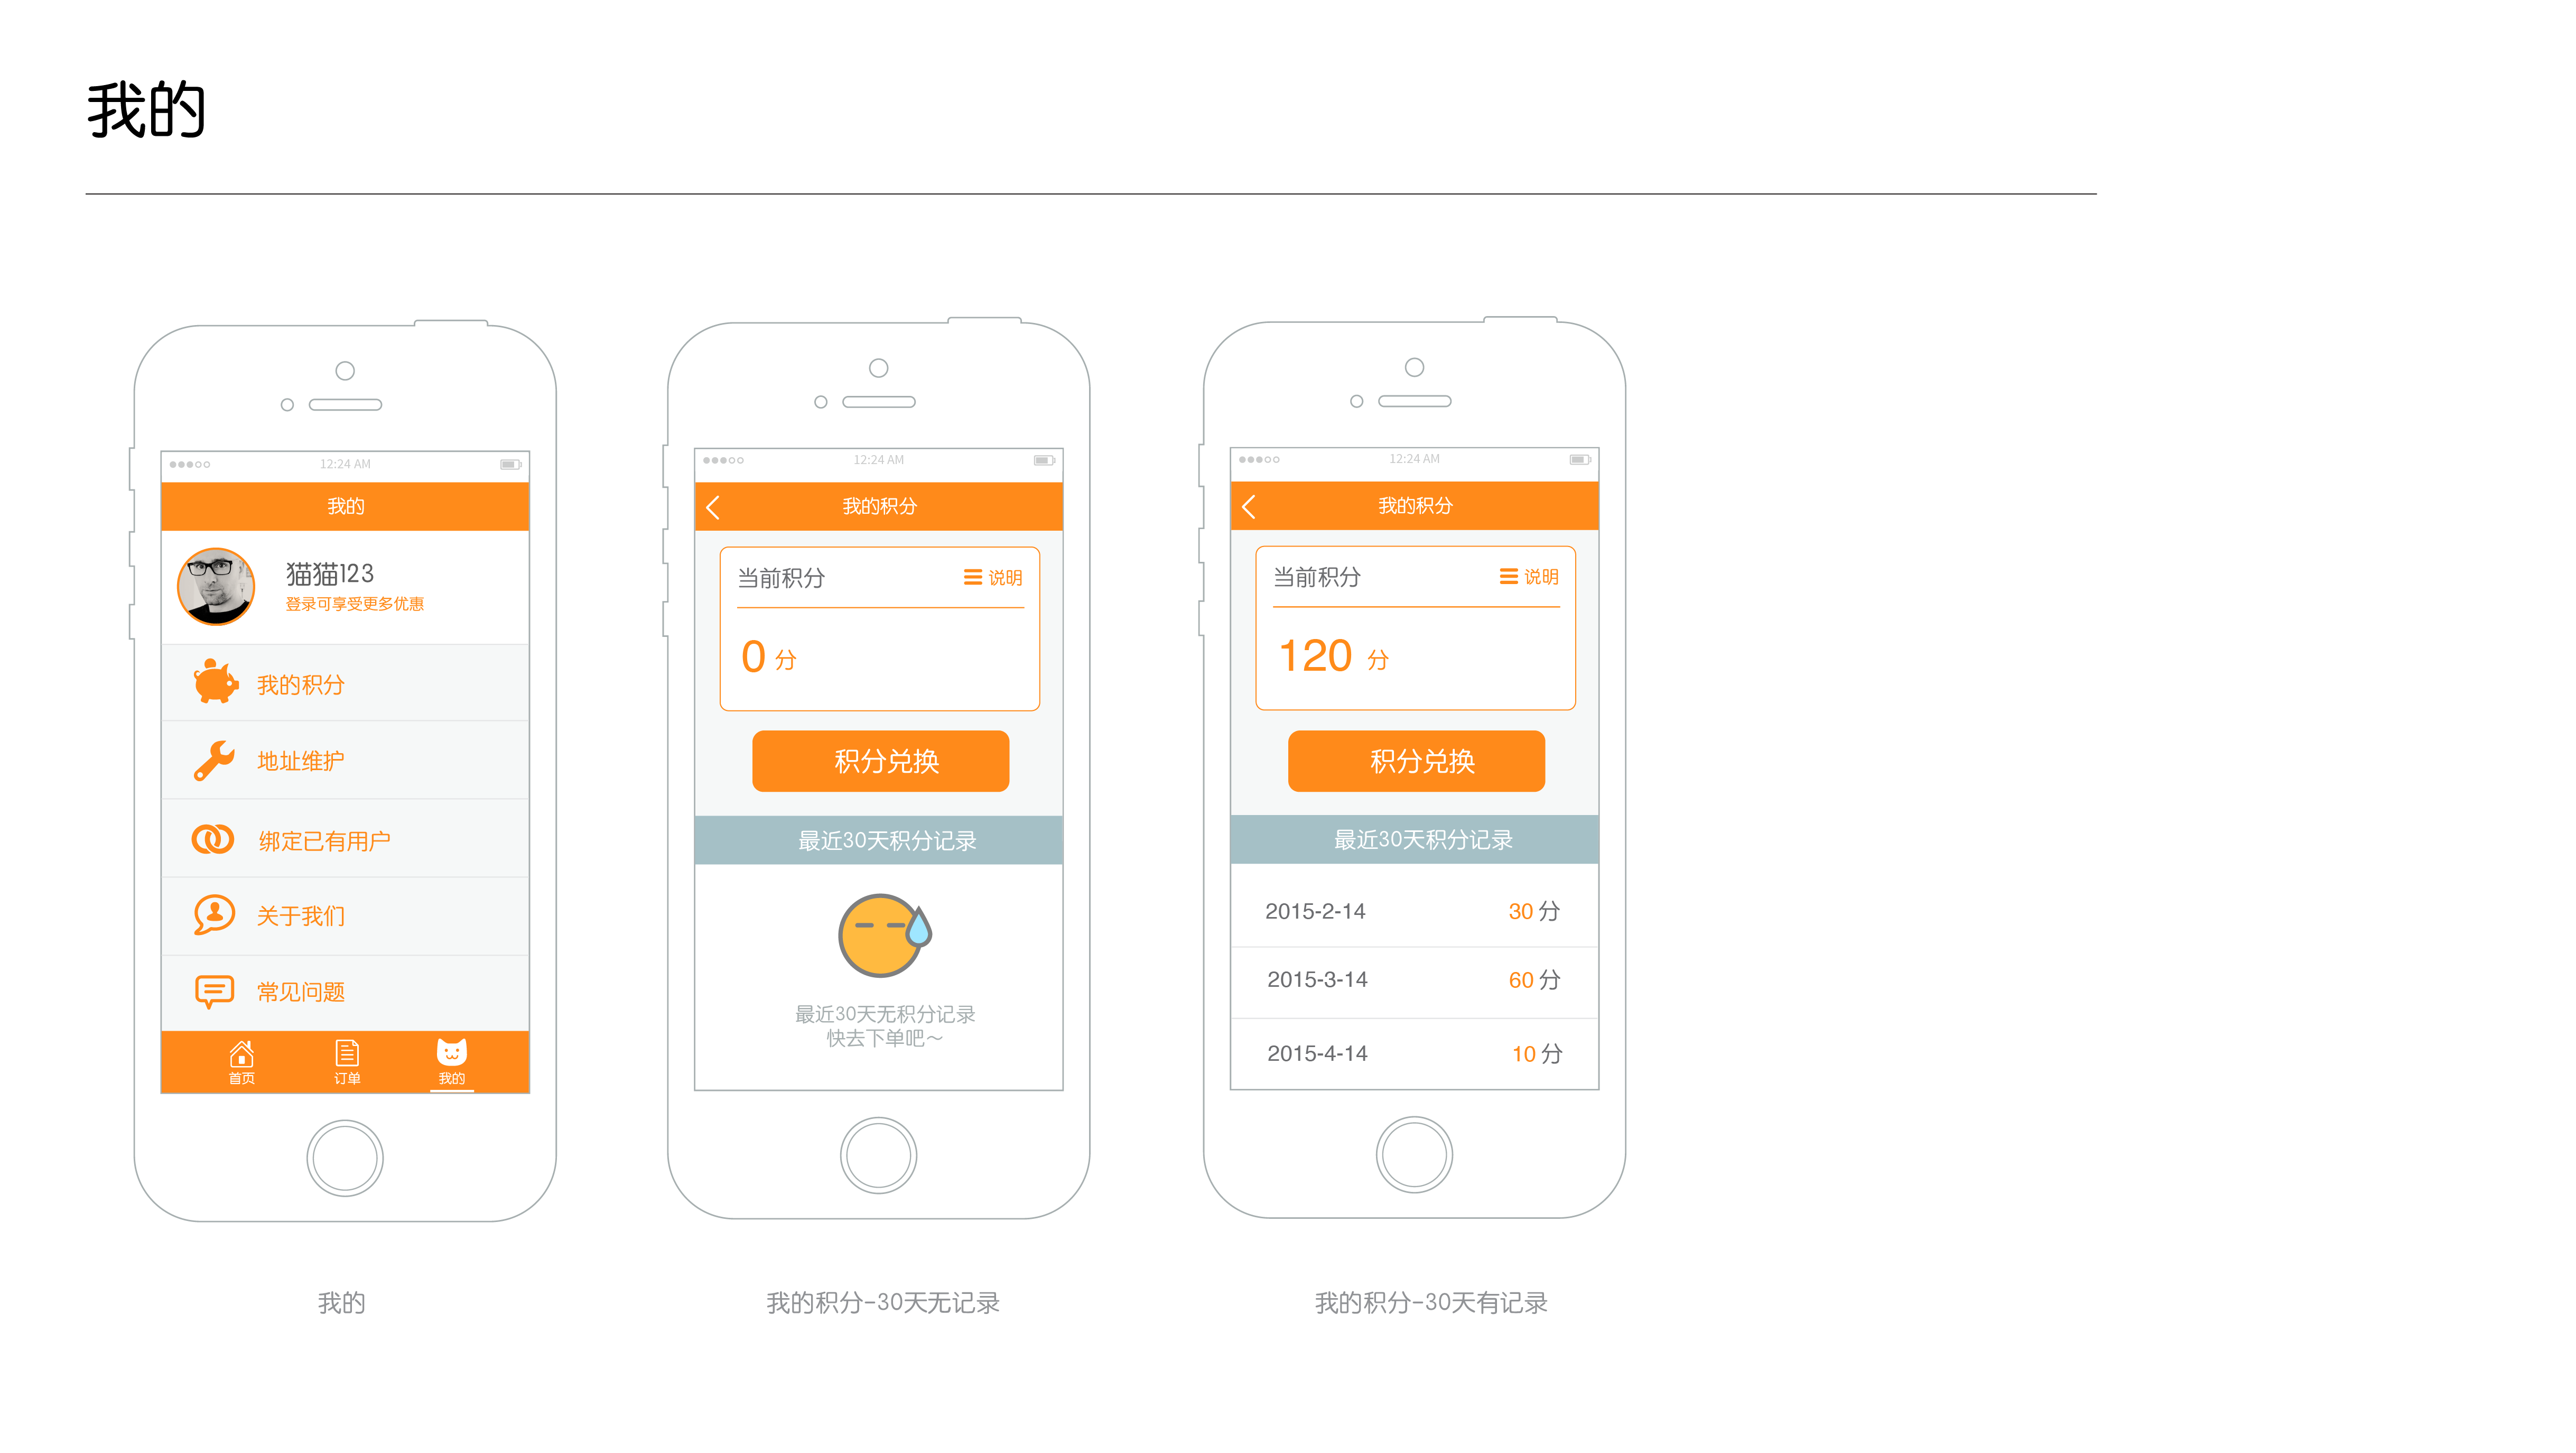 我的
12:24 AM
我的
猫猫123
登录可享受更多优惠
我的积分
地址维护
绑定已有用户
关于我们
常见问题
首页
订单
我的
我的
12:24 AM
我的积分
当前积分
说明
0 分
积分兑换
最近30天积分记录
最近30天无积分记录
快去下单吧～
我的积分-30天无记录
12:24 AM
我的积分
当前积分
说明
120 分
积分兑换
最近30天积分记录
2015-2-14 30 分
2015-3-14 60 分
2015-4-14 10 分
我的积分-30天有记录